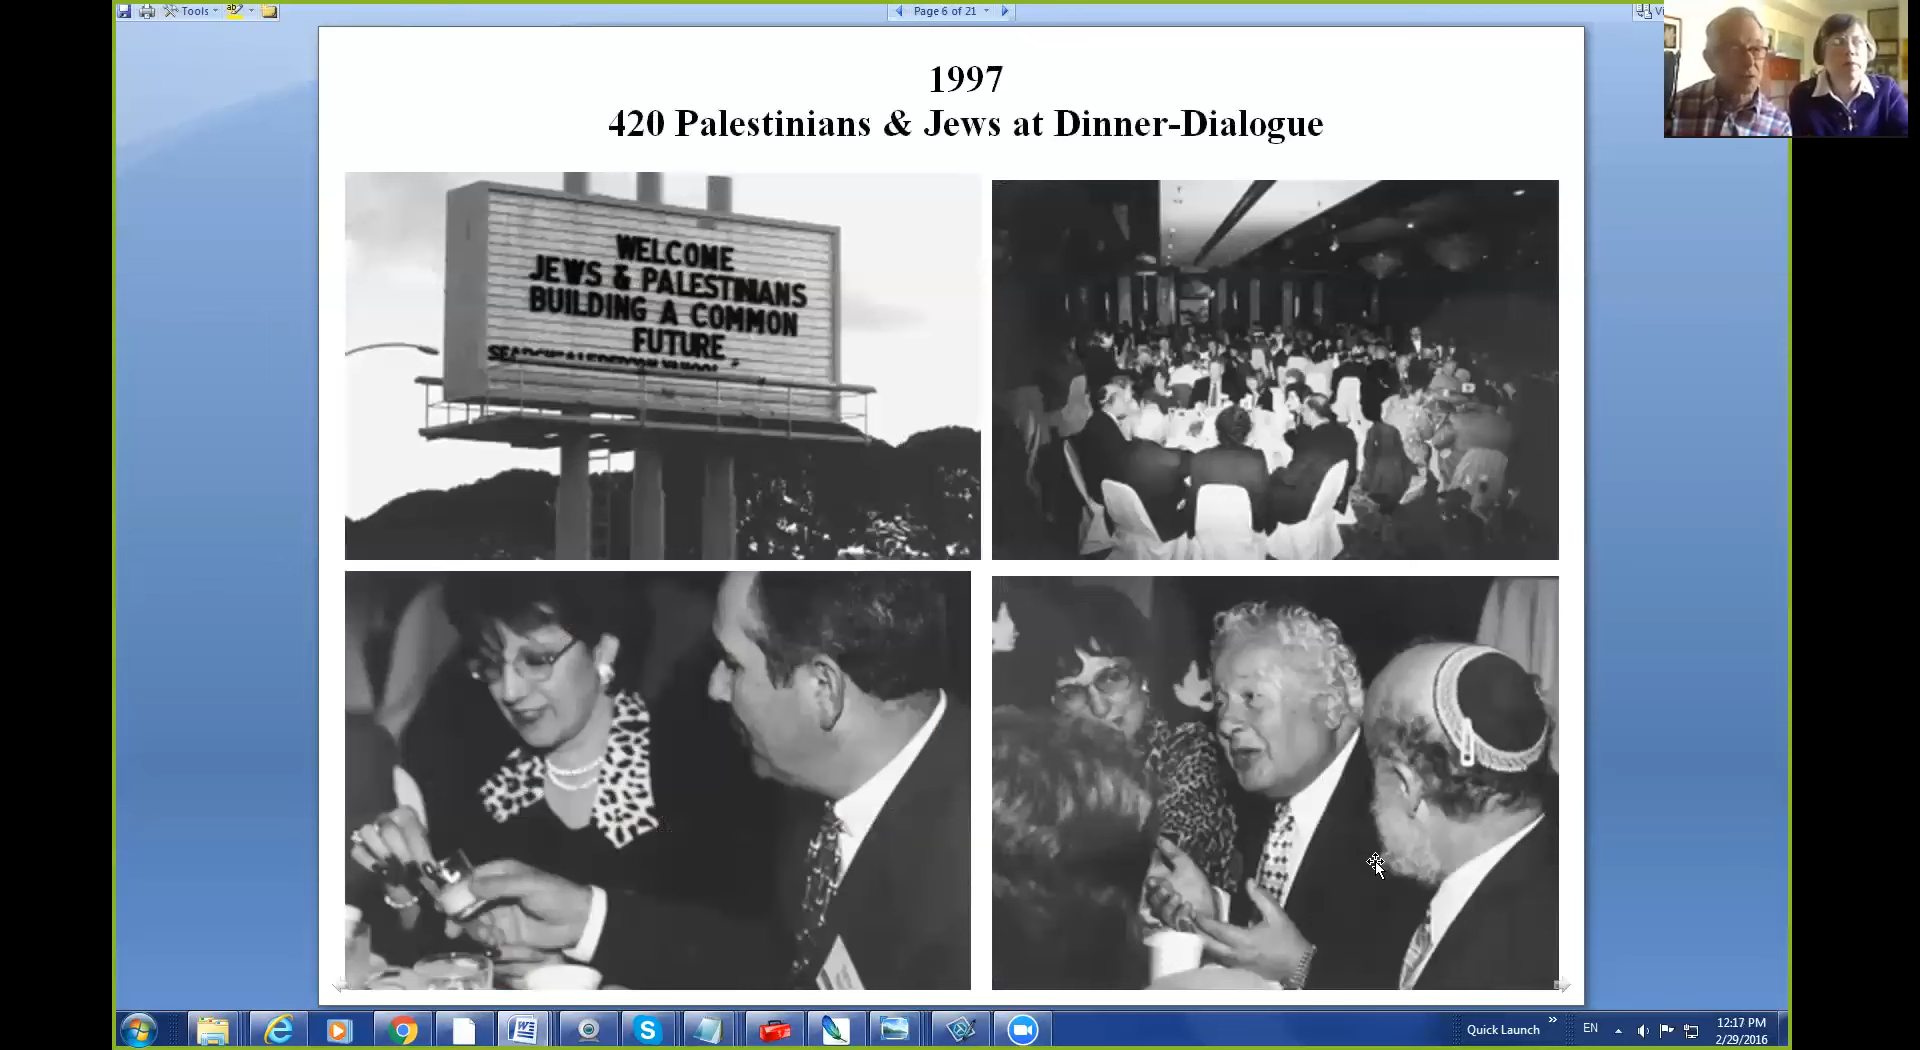 Tools
Page 6 of 21
1997
420 Palestinians & Jews at Dinner-Dialogue
WELCOME
JEWS & PALESTINIANS
BUILDING A COMMON
FUTURE
Quick Launch
EN
12:17 PM
2/29/2016